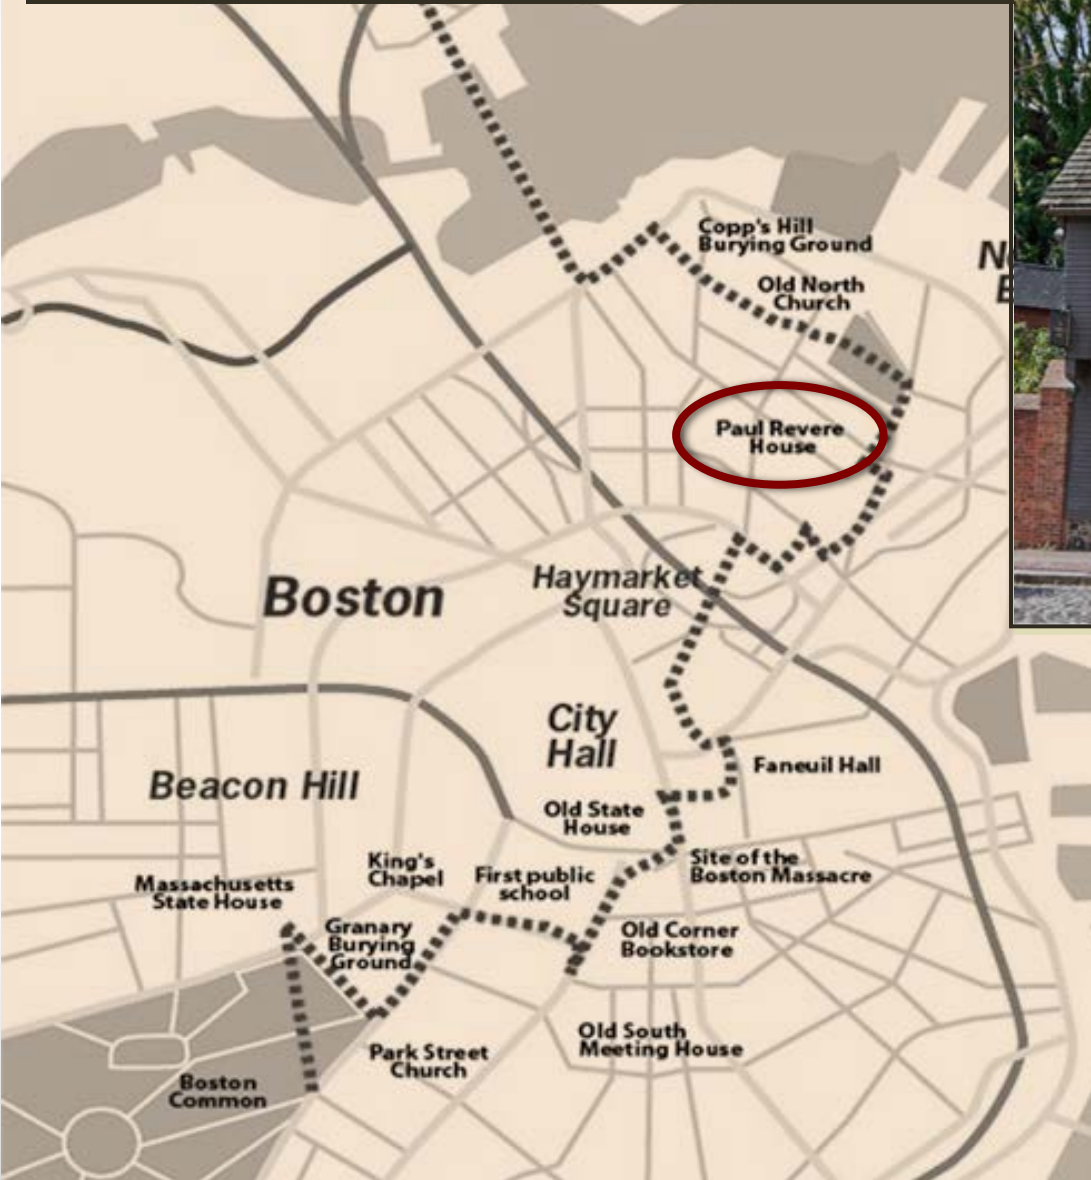 Copp's Hill
Burying Ground
Old North
Church
Paul Revere
House
Boston
Haymarket
Square
City
Hall
Faneuil Hall
Beacon Hill
Old State
House
Site of the
Boston Massacre
King's
Chapel
First public
school
Massachusetts
State House
Granary
Burying
Ground
Old Corner
Bookstore
Old South
Meeting House
Park Street
Church
Boston
Common